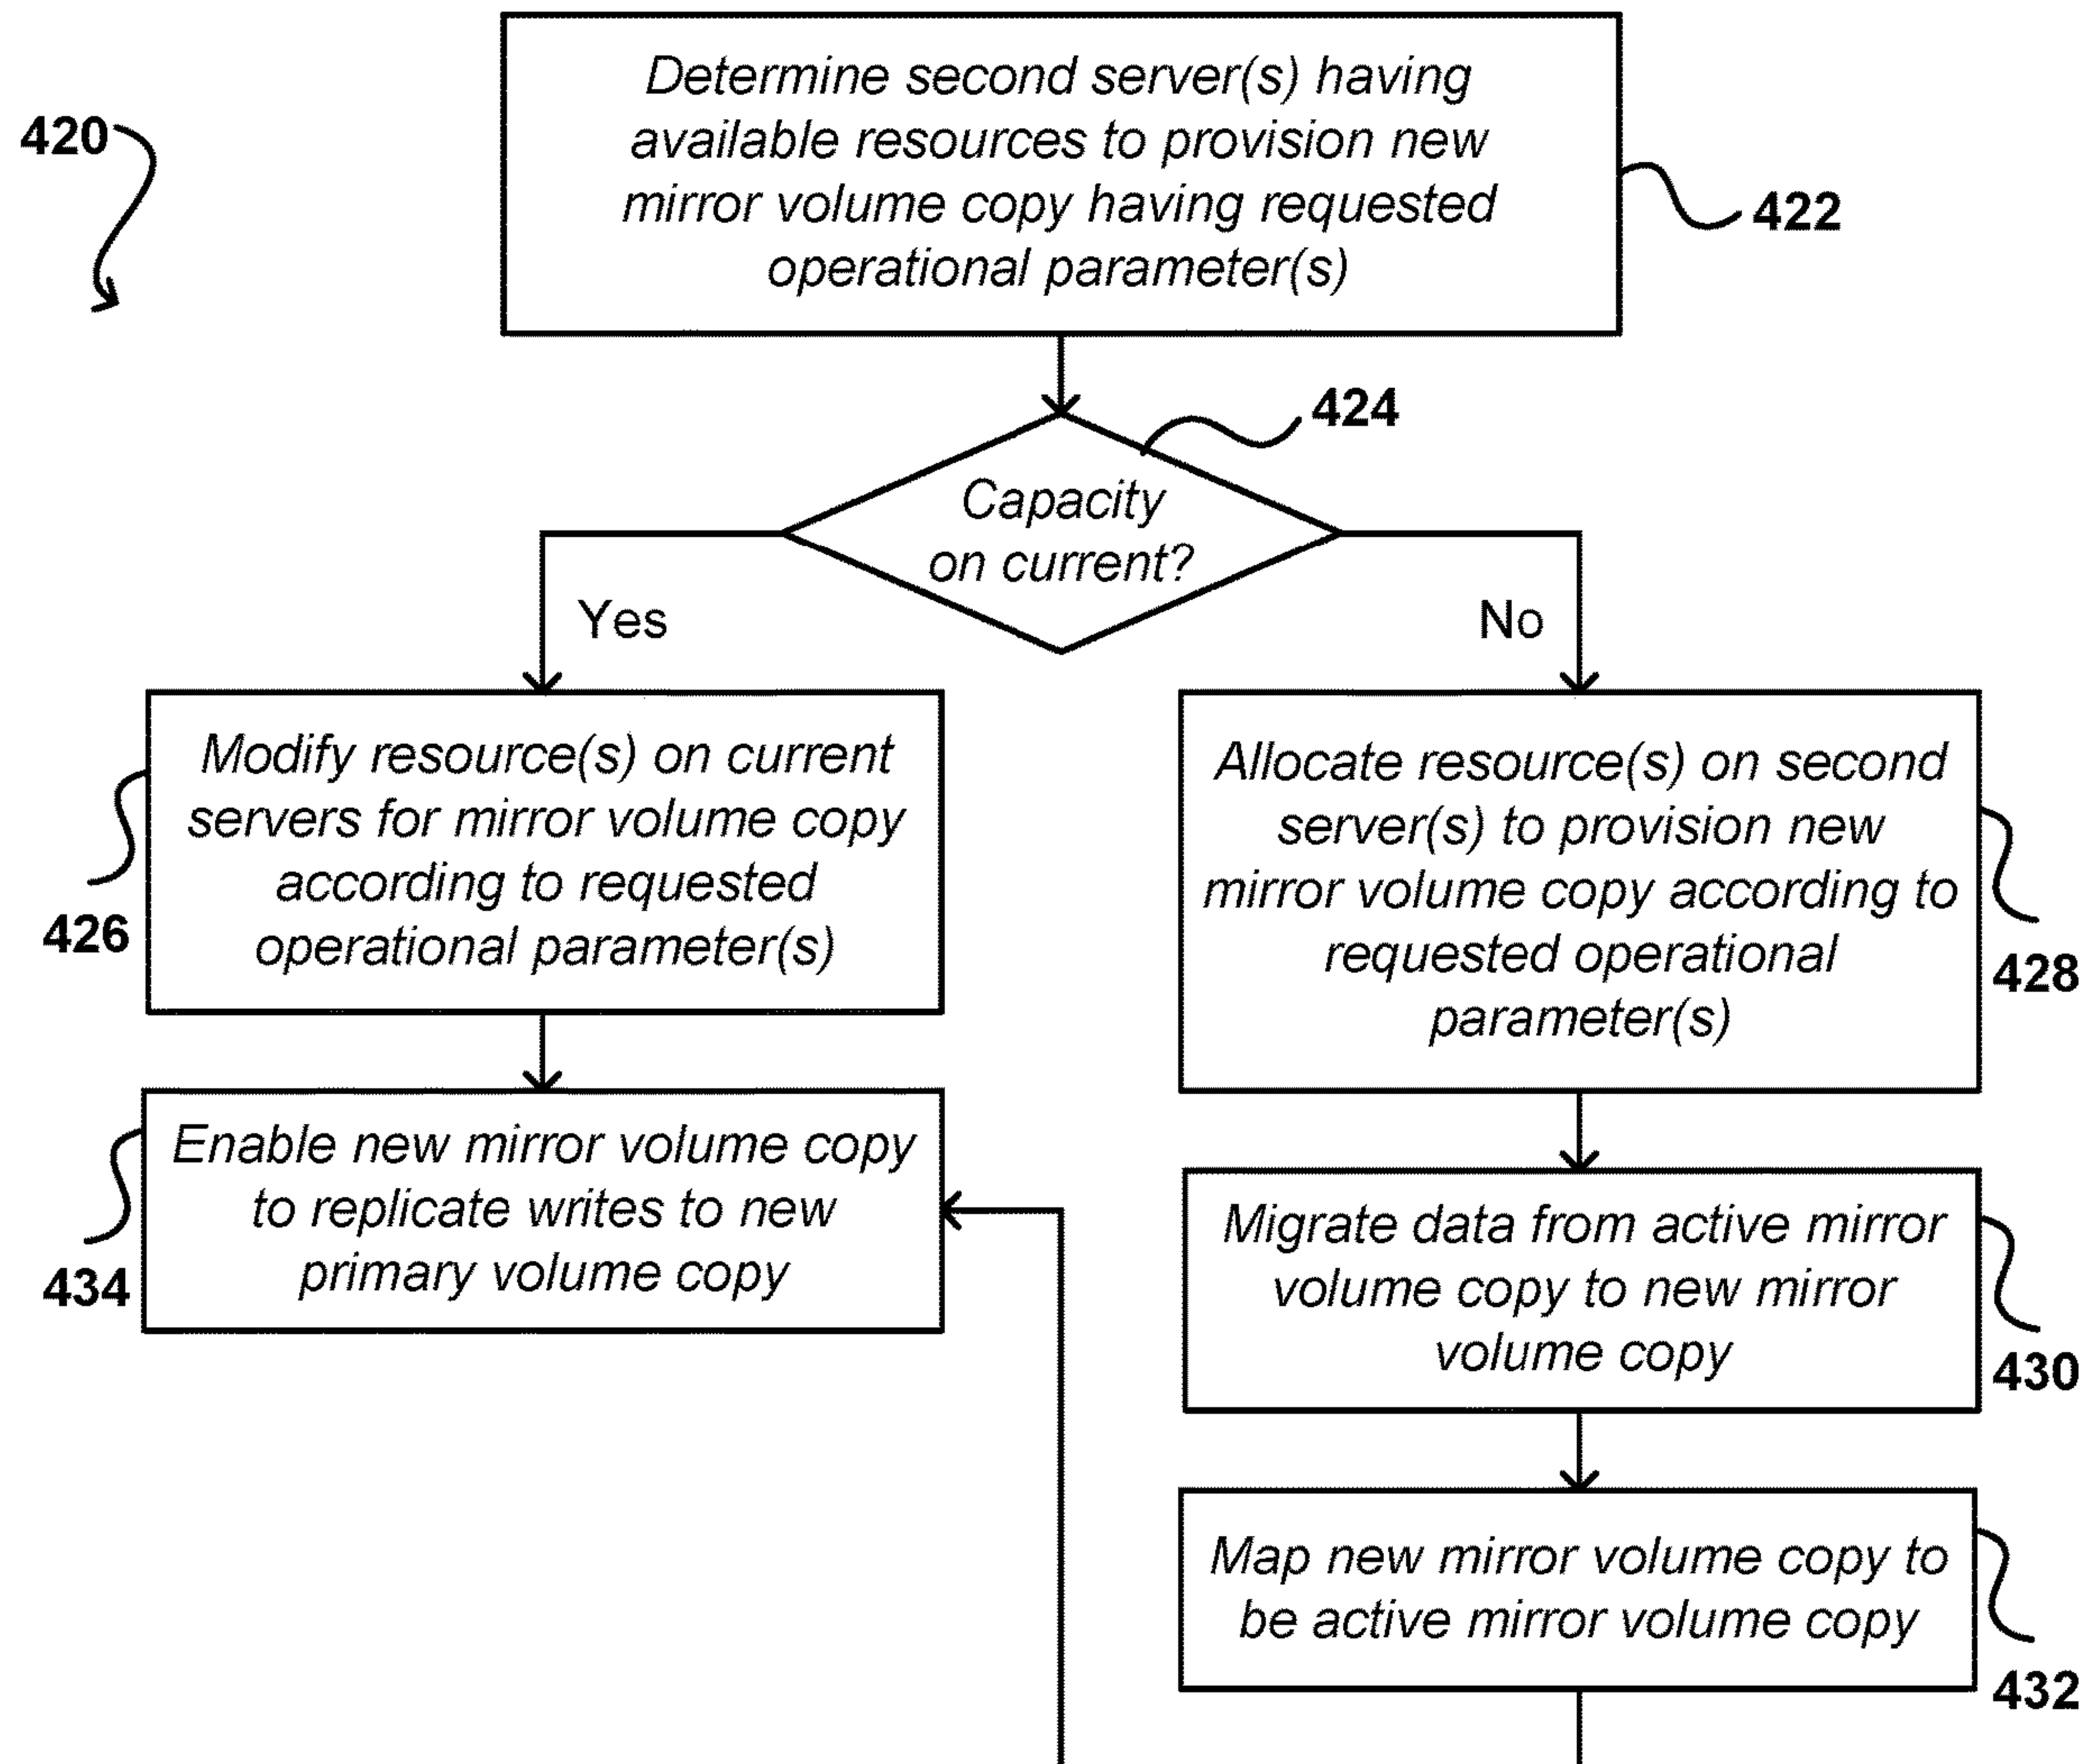 420
Determine second server(s) having
available resources to provision new
mirror volume copy having requested
operational parameter(s)
422
424
Capacity
on current?
Yes
No
Modify resource(s) on current
servers for mirror volume copy
according to requested
operational parameter(s)
426
Allocate resource(s) on second
server(s) to provision new
mirror volume copy according to
requested operational
parameter(s)
428
Enable new mirror volume copy
to replicate writes to new
primary volume copy
434
Migrate data from active mirror
volume copy to new mirror
volume copy
430
Map new mirror volume copy to
be active mirror volume copy
432